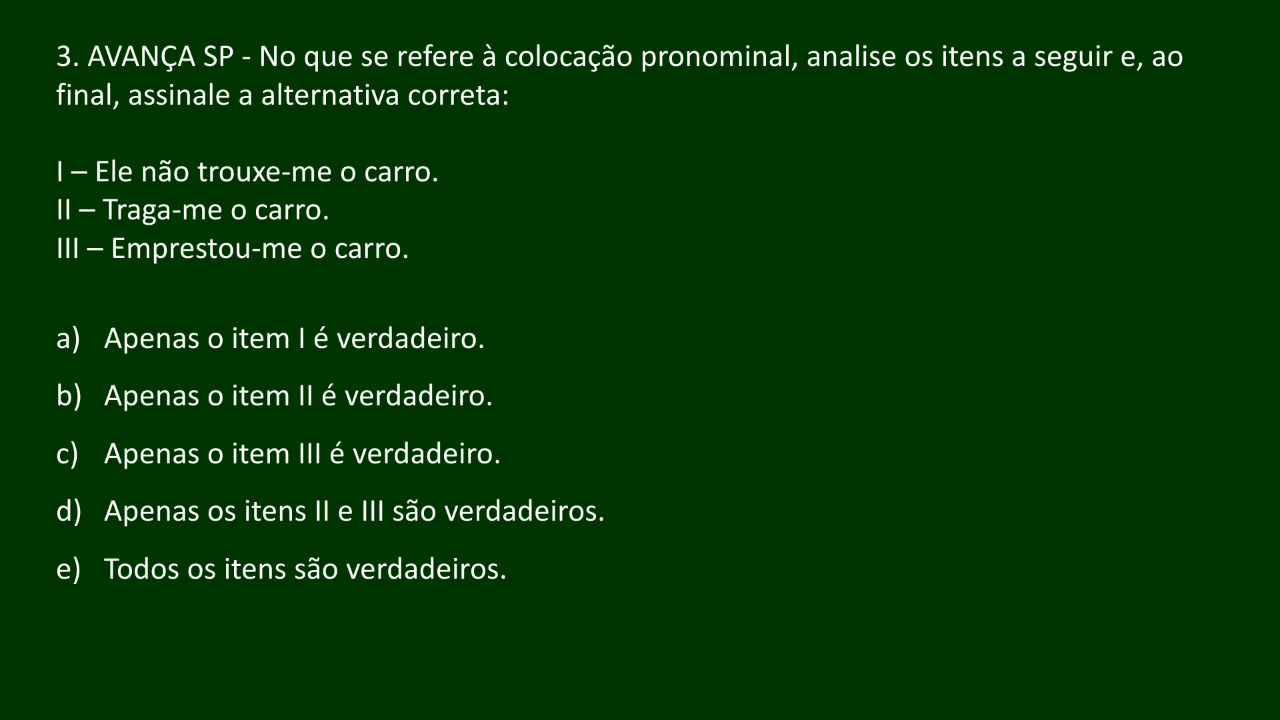 3. AVANÇA SP - No que se refere à colocação pronominal, analise os itens a seguir e, ao
final, assinale a alternativa correta:
I – Ele não trouxe-me o carro.
II – Traga-me o carro.
III – Emprestou-me o carro.
a) Apenas o item I é verdadeiro.
b) Apenas o item II é verdadeiro.
c) Apenas o item III é verdadeiro.
d) Apenas os itens II e III são verdadeiros.
e) Todos os itens são verdadeiros.